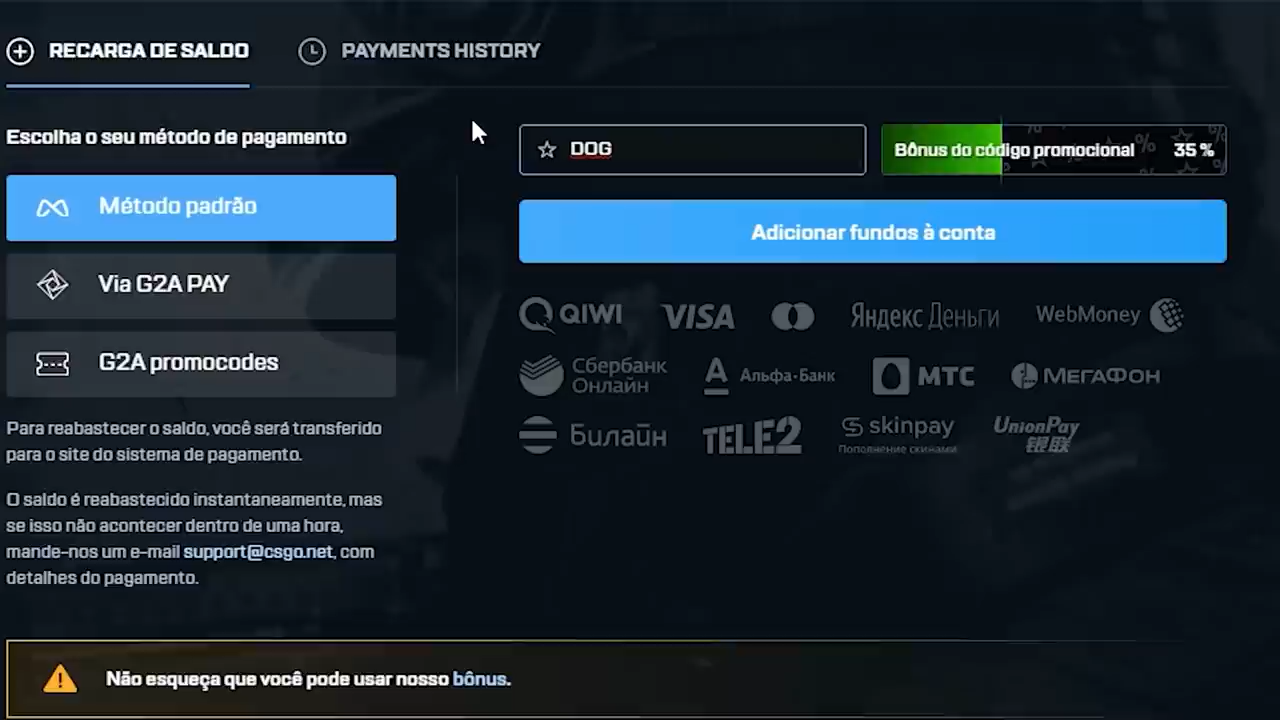 RECARGA DE SALDO
PAYMENTS HISTORY
Escolha o seu método de pagamento
Método padrão
Via G2A PAY
G2A promocodes
Para reabastecer o saldo, você será transferido
para o site do sistema de pagamento.
O saldo é reabastecido instantaneamente, mas
se isso não acontecer dentro de uma hora,
mande-nos um e-mail support@csgo.net, com
detalhes do pagamento.
DOG
Bônus do código promocional 35 %
Adicionar fundos à conta
QIWI VISA Яндекс Деньги WebMoney
Сбербанк
Онлайн
Альфа·Банк МТС МЕГАФОН
Билайн TELE2
skinpay
Пополнение скинами
UnionPay
银联
Não esqueça que você pode usar nosso bônus.